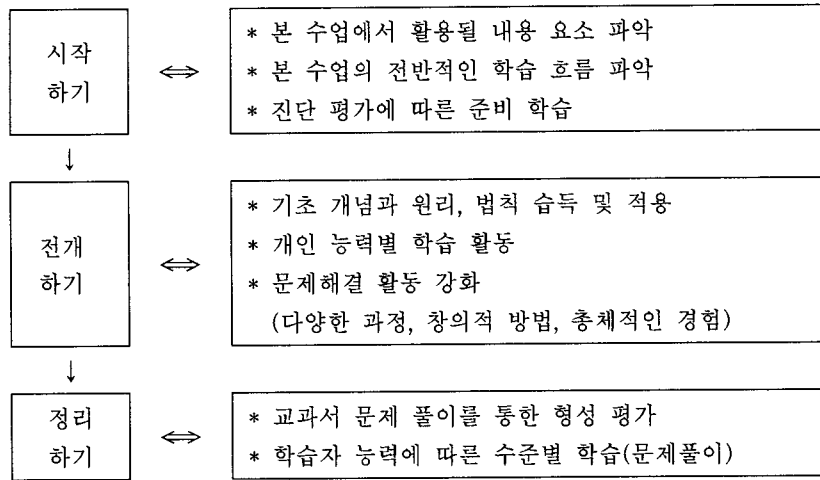 시작
하기
⇔
* 본 수업에서 활용될 내용 요소 파악
* 본 수업의 전반적인 학습 흐름 파악
* 진단 평가에 따른 준비 학습
↓
전개
하기
⇔
* 기초 개념과 원리, 법칙 습득 및 적용
* 개인 능력별 학습 활동
* 문제해결 활동 강화
(다양한 과정, 창의적 방법, 총체적인 경험)
↓
정리
하기
⇔
* 교과서 문제 풀이를 통한 형성 평가
* 학습자 능력에 따른 수준별 학습(문제풀이)